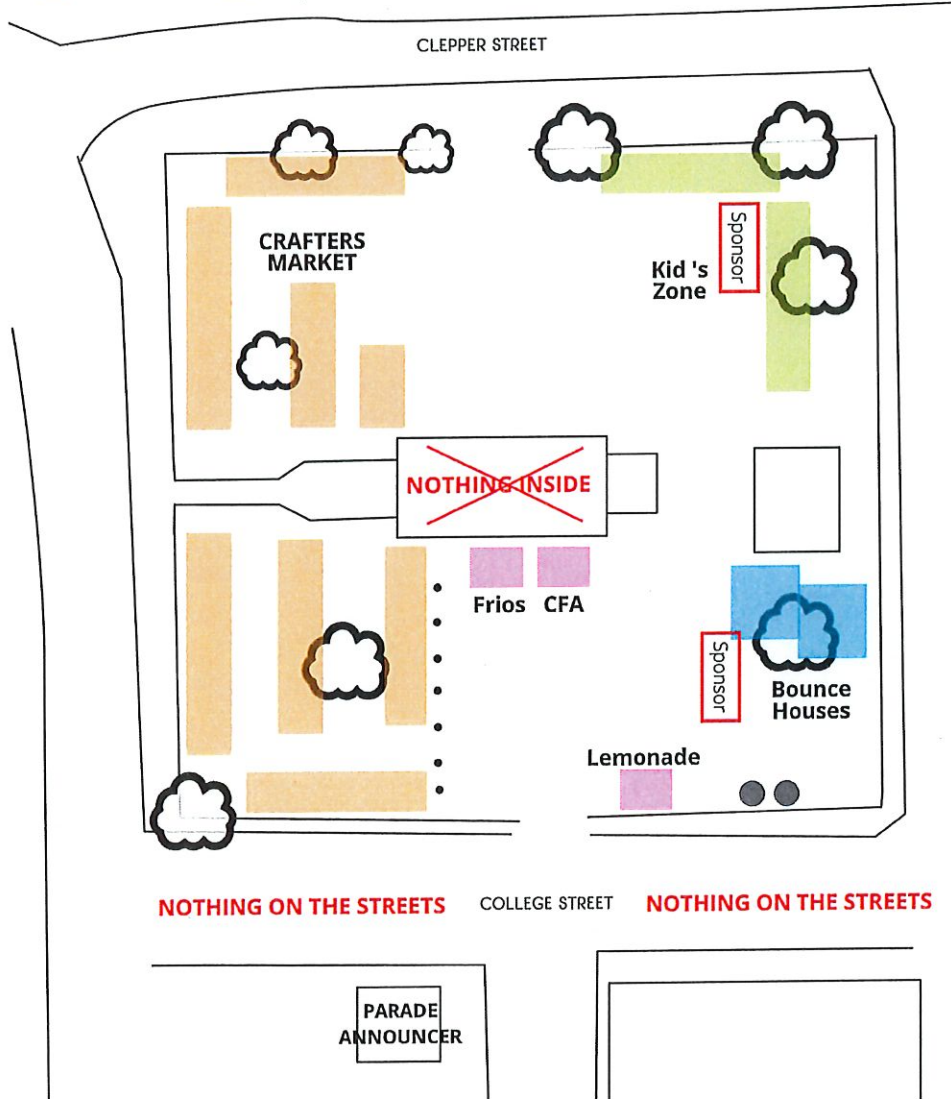 CLEPPER STREET
CRAFTERS
MARKET
Sponsor
Kid 's
Zone
NOTHING INSIDE
Frios
CFA
Sponsor
Bounce
Houses
Lemonade
NOTHING ON THE STREETS
COLLEGE STREET
NOTHING ON THE STREETS
PARADE
ANNOUNCER